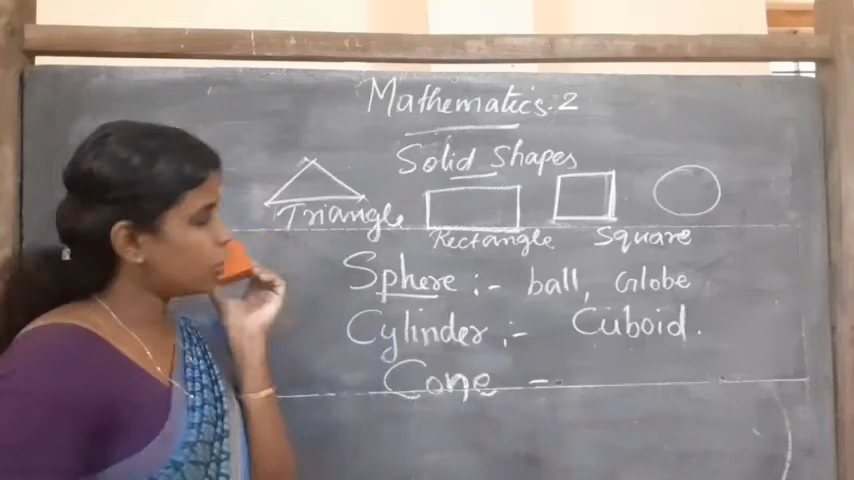 Mathematics. 2
Solid Shapes
Triangle
Rectangle
Square
Sphere :- ball, Globe
Cylinder :- Cuboid.
Cone -